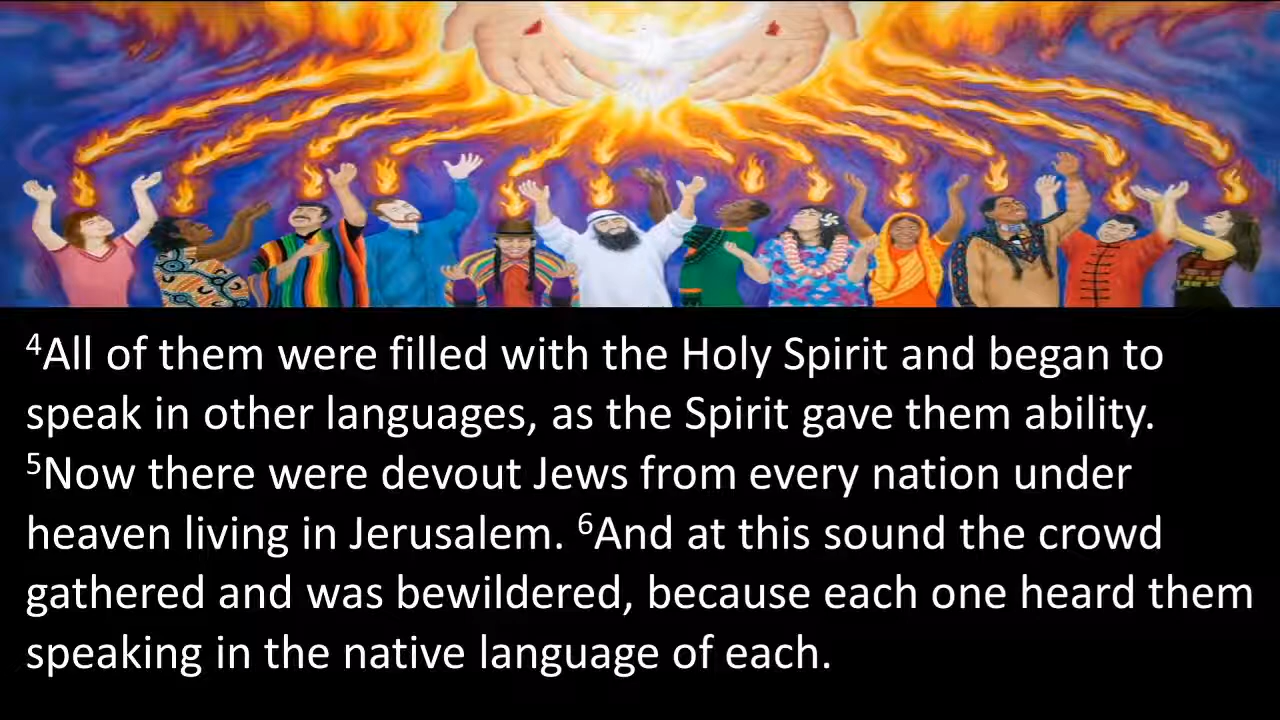 ⁴All of them were filled with the Holy Spirit and began to
speak in other languages, as the Spirit gave them ability.
⁵Now there were devout Jews from every nation under
heaven living in Jerusalem. ⁶And at this sound the crowd
gathered and was bewildered, because each one heard them
speaking in the native language of each.